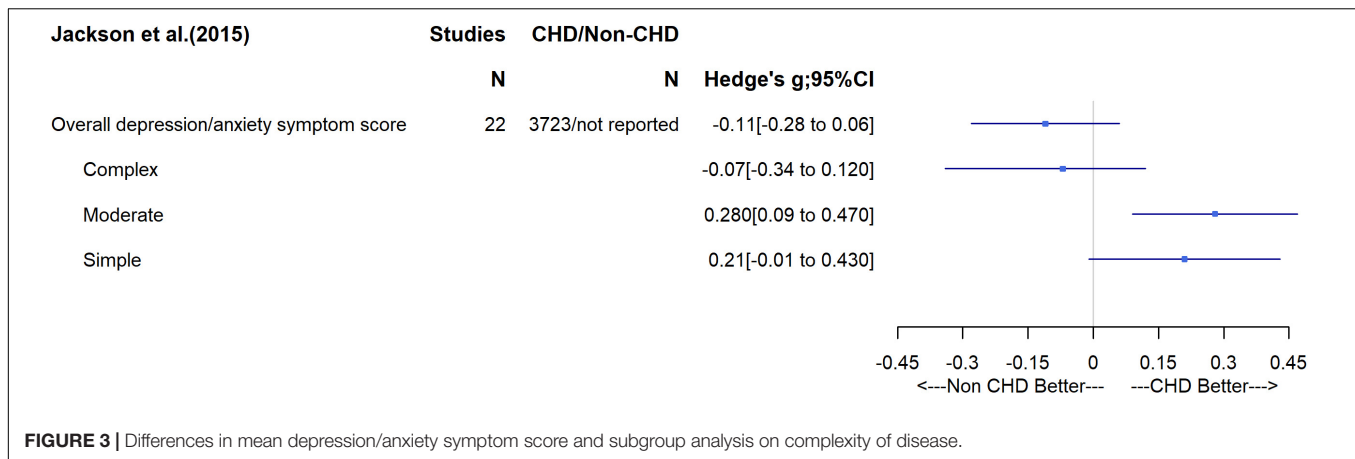 Jackson et al.(2015) Studies CHD/Non-CHD
N N Hedge's g;95%CI
Overall depression/anxiety symptom score 22 3723/not reported -0.11[-0.28 to 0.06]
Complex -0.07[-0.34 to 0.120]
Moderate 0.280[0.09 to 0.470]
Simple 0.21[-0.01 to 0.430]
-0.45 -0.3 -0.15 0 0.15 0.3 0.45
<---Non CHD Better--- ---CHD Better--->
FIGURE 3 | Differences in mean depression/anxiety symptom score and subgroup analysis on complexity of disease.